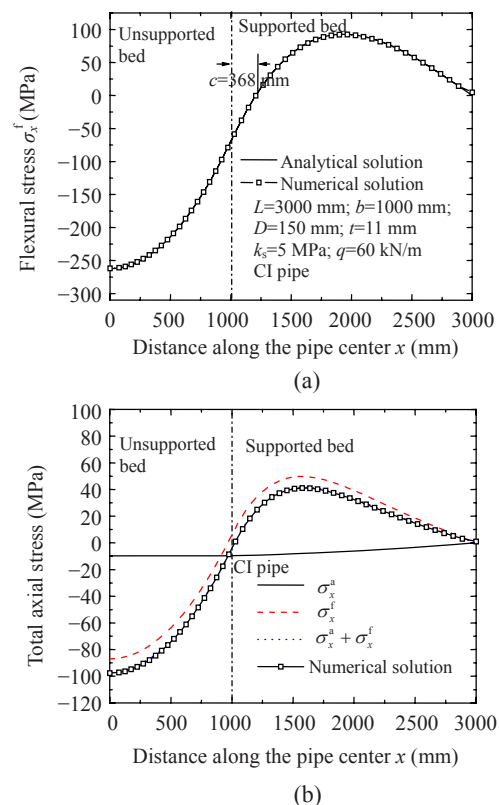 100
50
0
−50
−100
−150
−200
−250
−300
Flexural stress σₓᶠ (MPa)
Unsupported
bed
Supported bed
c=368 mm
Analytical solution
Numerical solution
L=3000 mm; b=1000 mm;
D=150 mm; t=11 mm
kₛ=5 MPa; q=60 kN/m
CI pipe
0 500 1000 1500 2000 2500 3000
Distance along the pipe center x (mm)
(a)
100
80
60
40
20
0
−20
−40
−60
−80
−100
−120
Total axial stress (MPa)
Unsupported
bed
Supported bed
CI pipe
σₓᵃ
σₓᶠ
σₓᵃ + σₓᶠ
Numerical solution
0 500 1000 1500 2000 2500 3000
Distance along the pipe center x (mm)
(b)